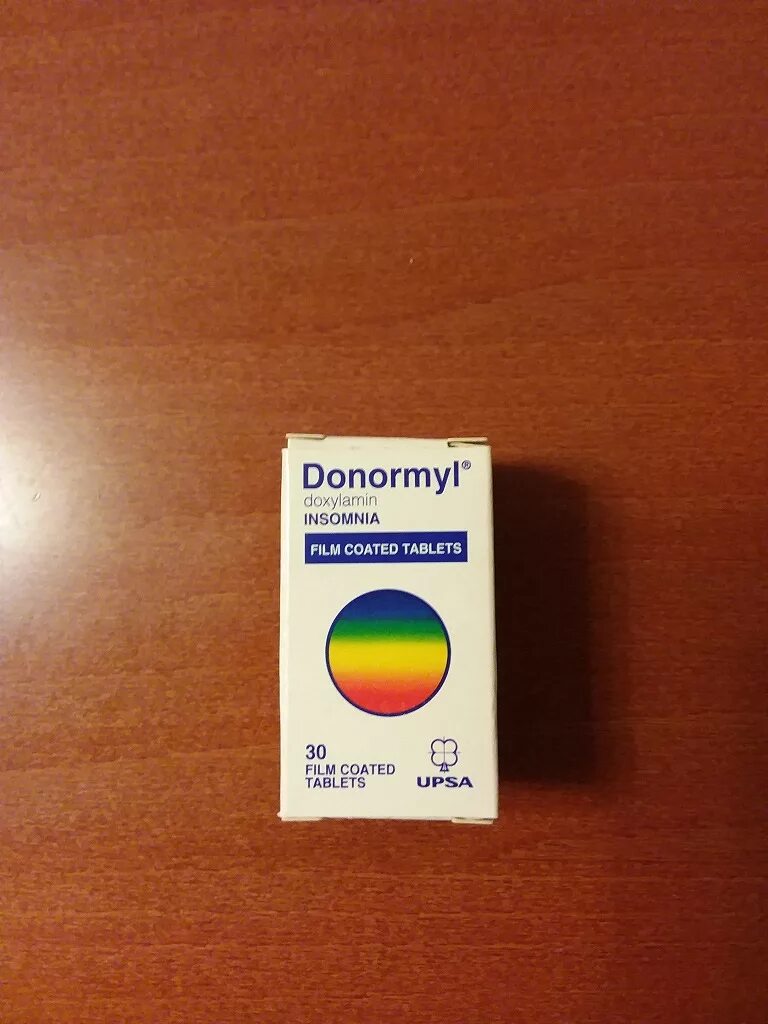 Donormyl®
doxylamin
INSOMNIA
FILM COATED TABLETS
30
FILM COATED
TABLETS
UPSA